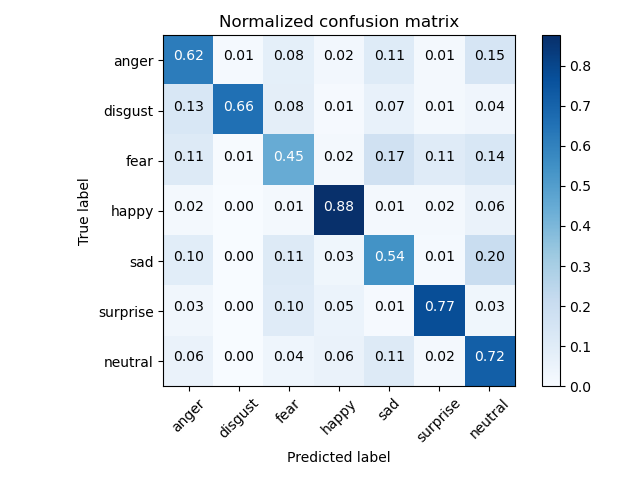 Normalized confusion matrix
True label
anger 0.62 0.01 0.08 0.02 0.11 0.01 0.15
disgust 0.13 0.66 0.08 0.01 0.07 0.01 0.04
fear 0.11 0.01 0.45 0.02 0.17 0.11 0.14
happy 0.02 0.00 0.01 0.88 0.01 0.02 0.06
sad 0.10 0.00 0.11 0.03 0.54 0.01 0.20
surprise 0.03 0.00 0.10 0.05 0.01 0.77 0.03
neutral 0.06 0.00 0.04 0.06 0.11 0.02 0.72
anger disgust fear happy sad surprise neutral
Predicted label
0.8
0.7
0.6
0.5
0.4
0.3
0.2
0.1
0.0